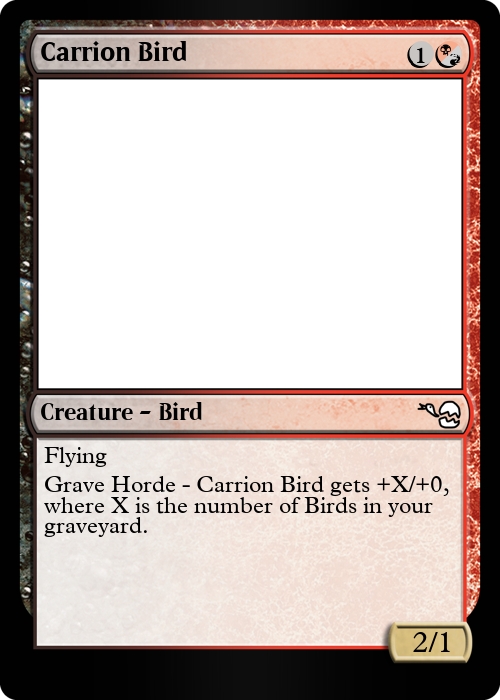 Carrion Bird 1
Creature – Bird
Flying
Grave Horde - Carrion Bird gets +X/+0,
where X is the number of Birds in your
graveyard.
2/1